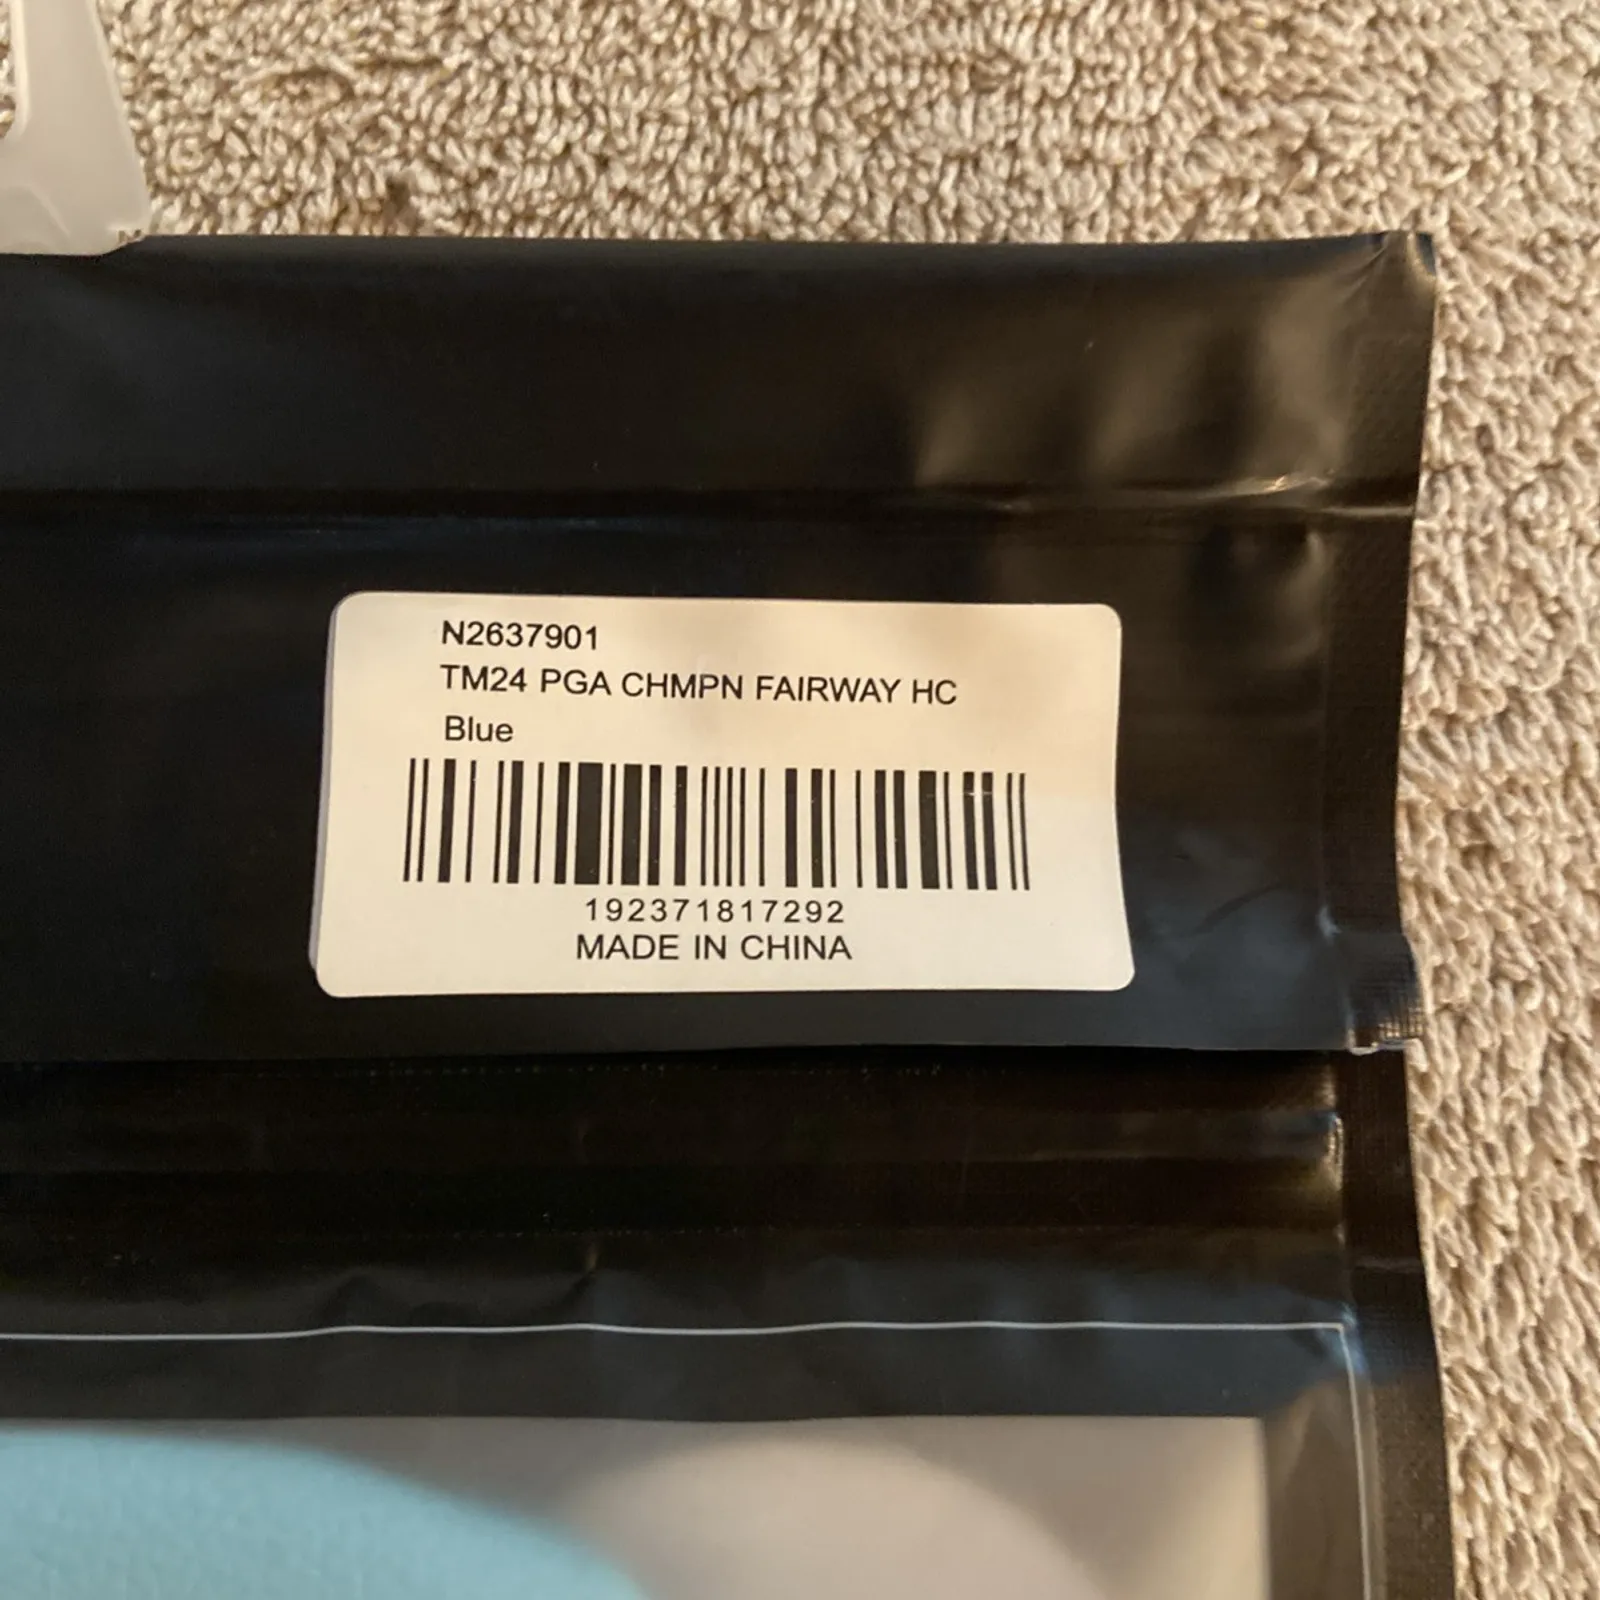 N2637901
TM24 PGA CHMPN FAIRWAY HC
Blue
192371817292
MADE IN CHINA